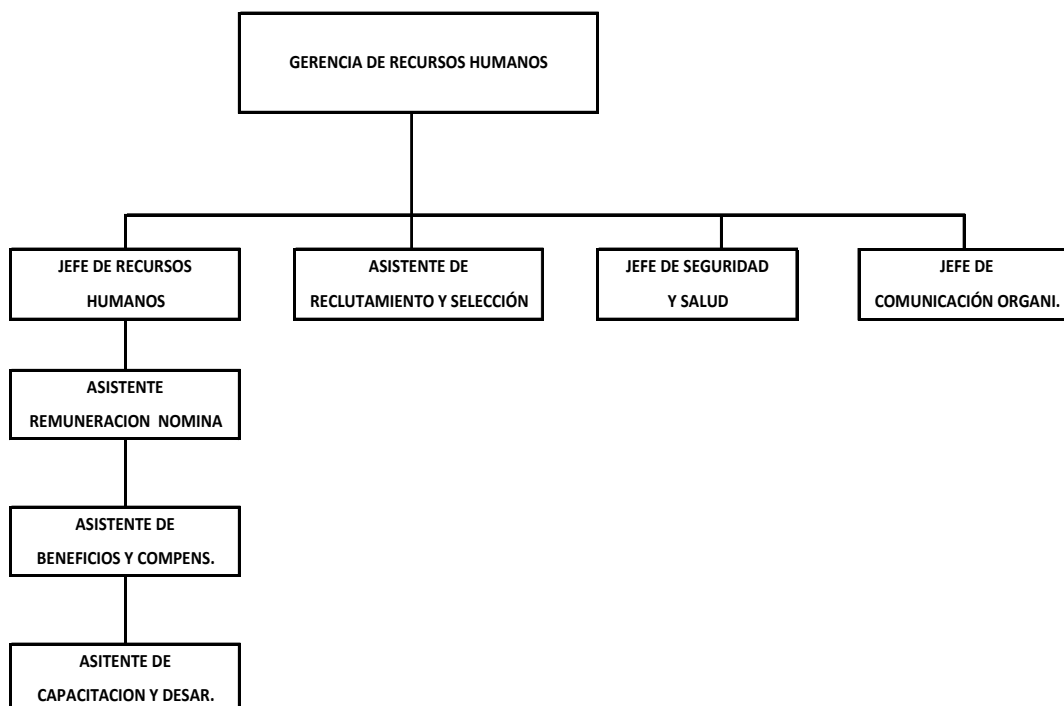 GERENCIA DE RECURSOS HUMANOS
JEFE DE RECURSOS
HUMANOS
ASISTENTE DE
RECLUTAMIENTO Y SELECCIÓN
JEFE DE SEGURIDAD
Y SALUD
JEFE DE
COMUNICACIÓN ORGANI.
ASISTENTE
REMUNERACION NOMINA
ASISTENTE DE
BENEFICIOS Y COMPENS.
ASITENTE DE
CAPACITACION Y DESAR.